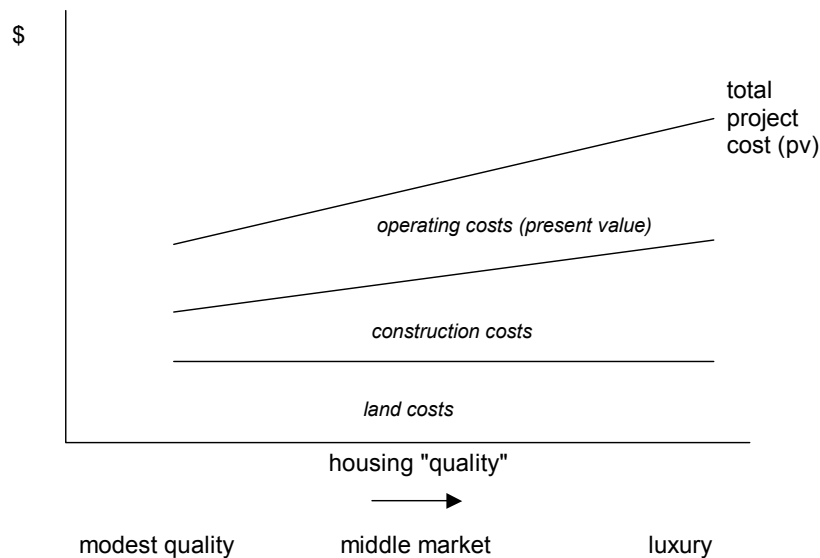 $
total
project
cost (pv)
operating costs (present value)
construction costs
land costs
housing "quality"
modest quality middle market luxury